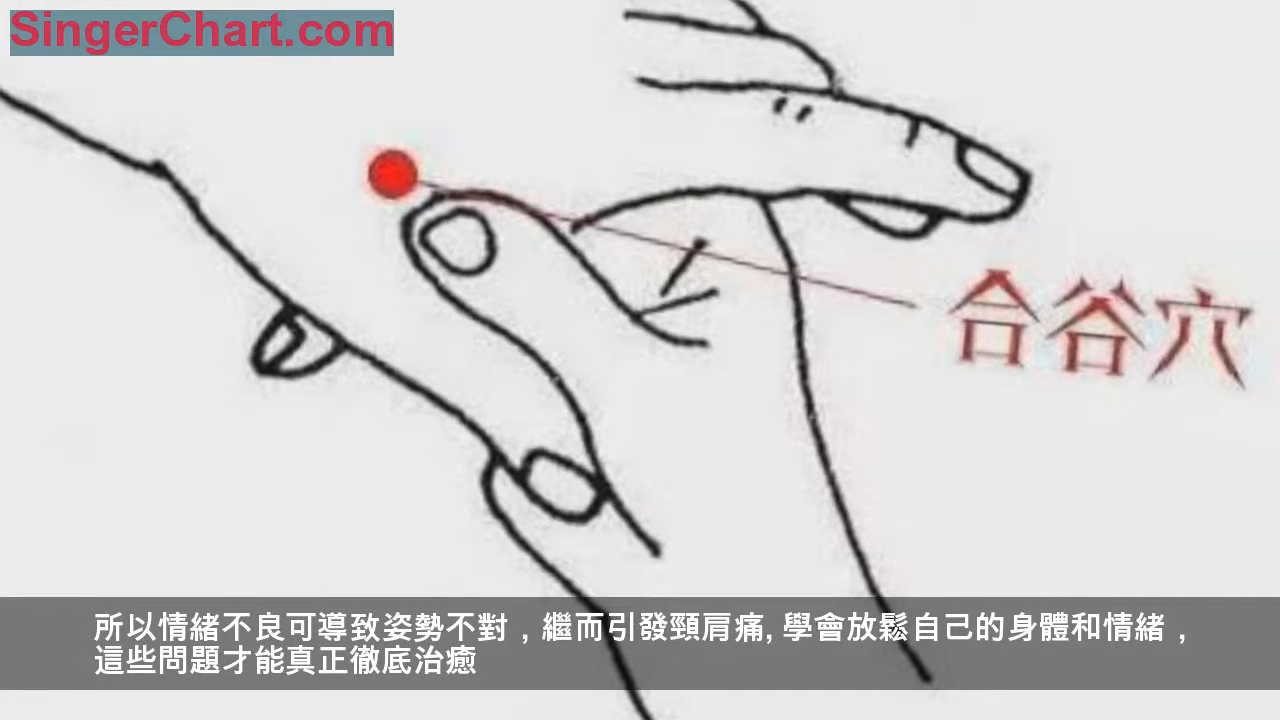 SingerChart.com
合谷穴
所以情緒不良可導致姿勢不對，繼而引發頸肩痛, 學會放鬆自己的身體和情緒，
這些問題才能真正徹底治癒